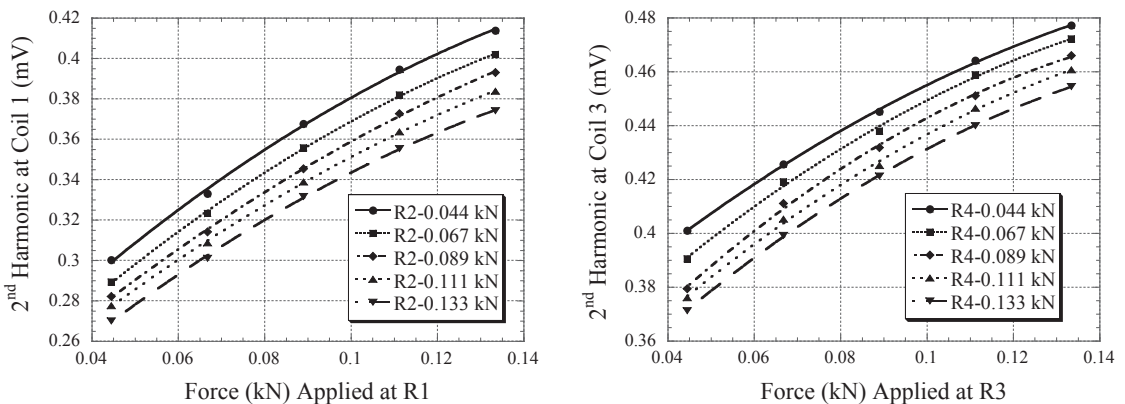 2nd Harmonic at Coil 1 (mV)
0.42
0.4
0.38
0.36
0.34
0.32
0.3
0.28
0.26
R2-0.044 kN
R2-0.067 kN
R2-0.089 kN
R2-0.111 kN
R2-0.133 kN
0.04 0.06 0.08 0.1 0.12 0.14
Force (kN) Applied at R1
2nd Harmonic at Coil 3 (mV)
0.48
0.46
0.44
0.42
0.4
0.38
0.36
R4-0.044 kN
R4-0.067 kN
R4-0.089 kN
R4-0.111 kN
R4-0.133 kN
0.04 0.06 0.08 0.1 0.12 0.14
Force (kN) Applied at R3